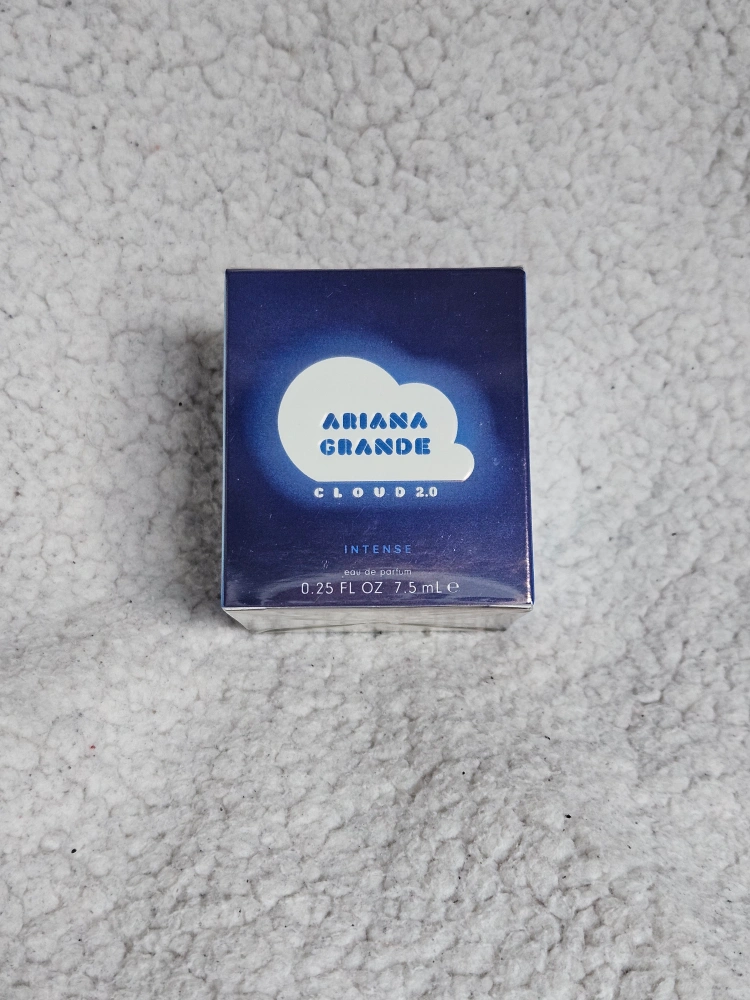 ARIANA
GRANDE
CLOUD 2.0
INTENSE
eau de parfum
0.25 FL OZ 7.5 mL ℮